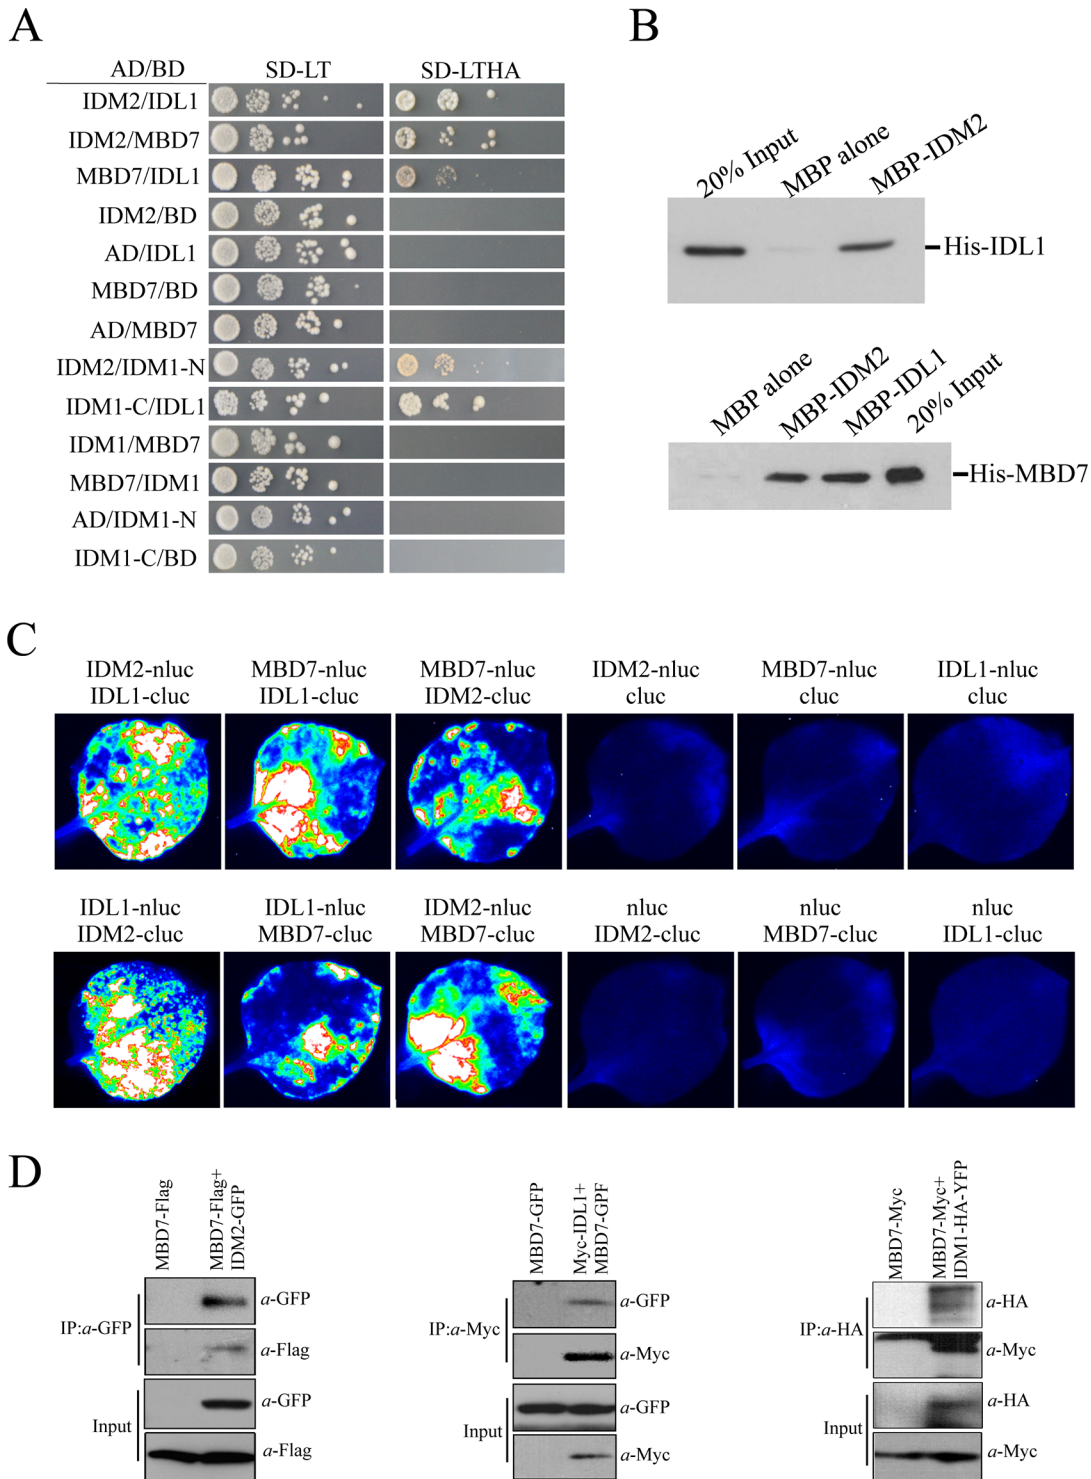 A
AD/BD SD-LT SD-LTHA
IDM2/IDL1
IDM2/MBD7
MBD7/IDL1
IDM2/BD
AD/IDL1
MBD7/BD
AD/MBD7
IDM2/IDM1-N
IDM1-C/IDL1
IDM1/MBD7
MBD7/IDM1
AD/IDM1-N
IDM1-C/BD
B
20% Input MBP alone MBP-IDM2
His-IDL1
MBP alone MBP-IDM2 MBP-IDL1 20% Input
His-MBD7
C
IDM2-nluc MBD7-nluc MBD7-nluc IDM2-nluc MBD7-nluc IDL1-nluc
IDL1-cluc IDL1-cluc IDM2-cluc cluc cluc cluc
IDL1-nluc IDL1-nluc IDM2-nluc nluc nluc nluc
IDM2-cluc MBD7-cluc MBD7-cluc IDM2-cluc MBD7-cluc IDL1-cluc
D
MBD7-Flag
MBD7-Flag+
IDM2-GFP
IP:a-GFP
a-GFP
a-Flag
Input
a-GFP
a-Flag
MBD7-GFP
Myc-IDL1+
MBD7-GPF
IP:a-Myc
a-GFP
a-Myc
Input
a-GFP
a-Myc
MBD7-Myc
MBD7-Myc+
IDM1-HA-YFP
IP:a-HA
a-HA
a-Myc
Input
a-HA
a-Myc